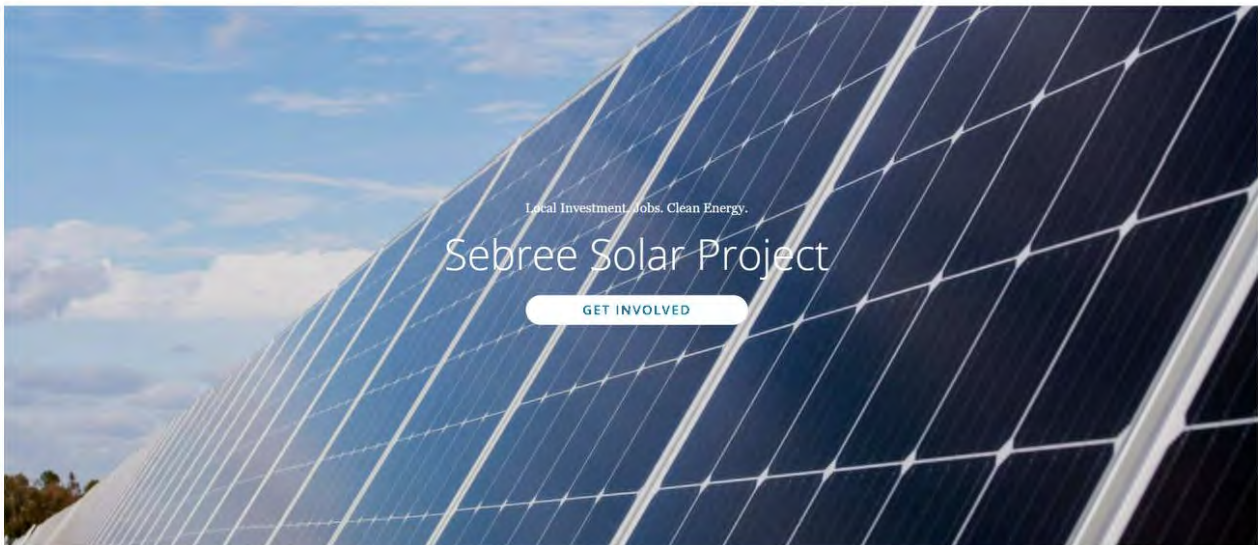 Local Investment. Jobs. Clean Energy.
Sebree Solar Project
GET INVOLVED